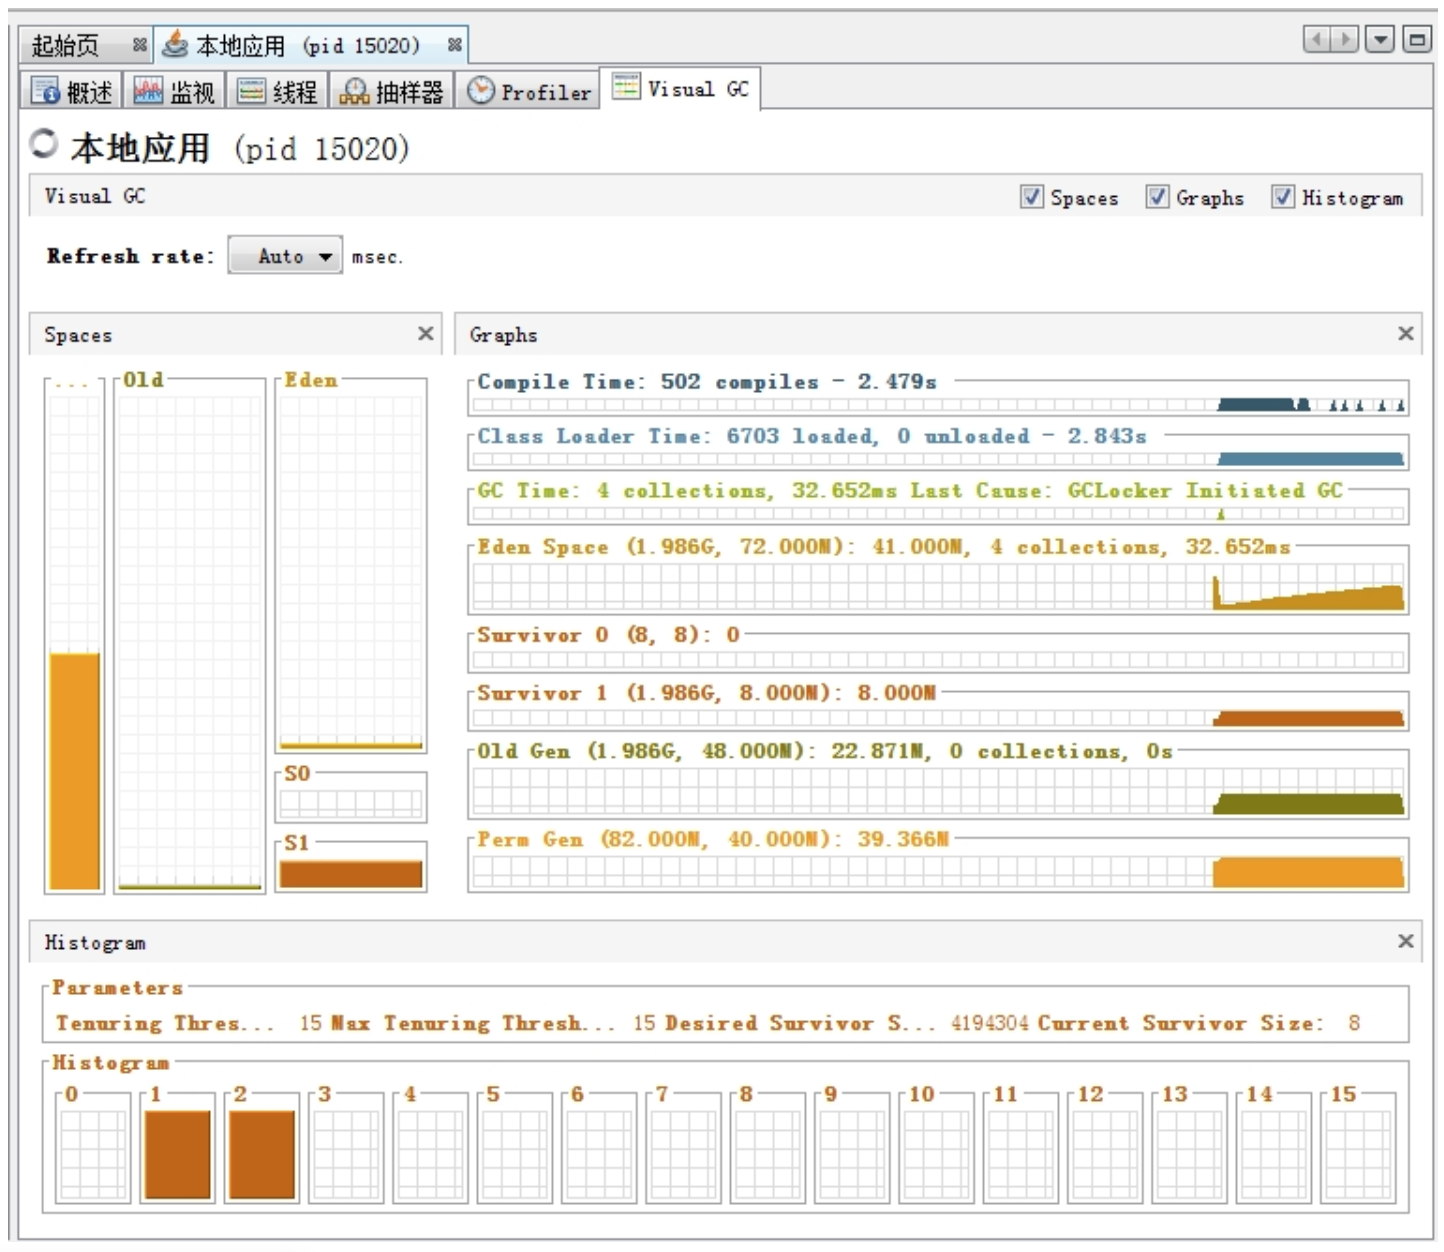 起始页 本地应用 (pid 15020)
概述 监视 线程 抽样器 Profiler Visual GC
本地应用 (pid 15020)
Visual GC Spaces Graphs Histogram
Refresh rate: Auto msec.
Spaces
Graphs
... Old Eden
S0
S1
Compile Time: 502 compiles - 2.479s
Class Loader Time: 6703 loaded, 0 unloaded - 2.843s
GC Time: 4 collections, 32.652ms Last Cause: GCLocker Initiated GC
Eden Space (1.986G, 72.000M): 41.000M, 4 collections, 32.652ms
Survivor 0 (8, 8): 0
Survivor 1 (1.986G, 8.000M): 8.000M
Old Gen (1.986G, 48.000M): 22.871M, 0 collections, 0s
Perm Gen (82.000M, 40.000M): 39.366M
Histogram
Parameters
Tenuring Thres... 15 Max Tenuring Thresh... 15 Desired Survivor S... 4194304 Current Survivor Size: 8
Histogram
0 1 2 3 4 5 6 7 8 9 10 11 12 13 14 15